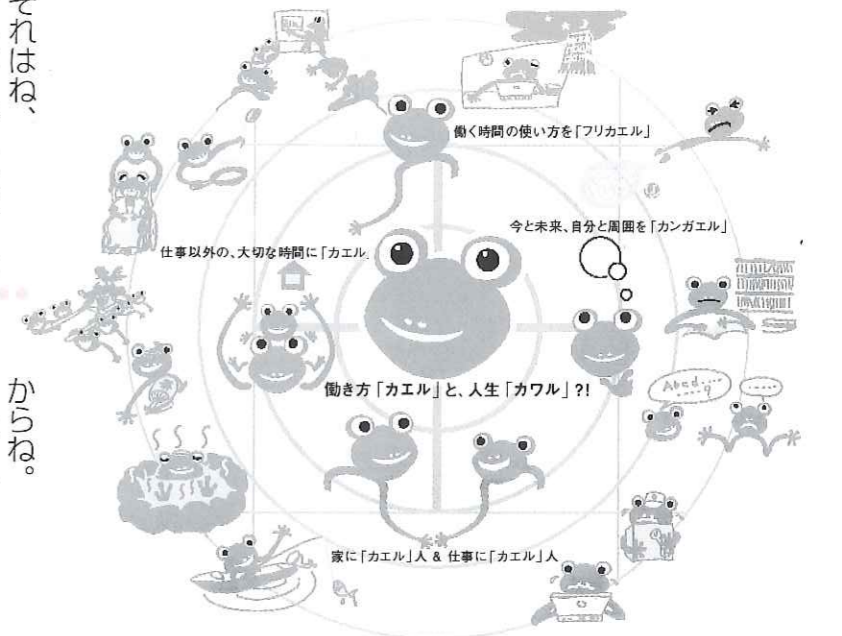 それはね、
からね。
働く時間の使い方を「フリカエル」
今と未来、自分と周囲を「カンガエル」
仕事以外の、大切な時間に「カエル」
働き方「カエル」と、人生「カワル」?!
Abcd....
....?
.....
家に「カエル」人 & 仕事に「カエル」人